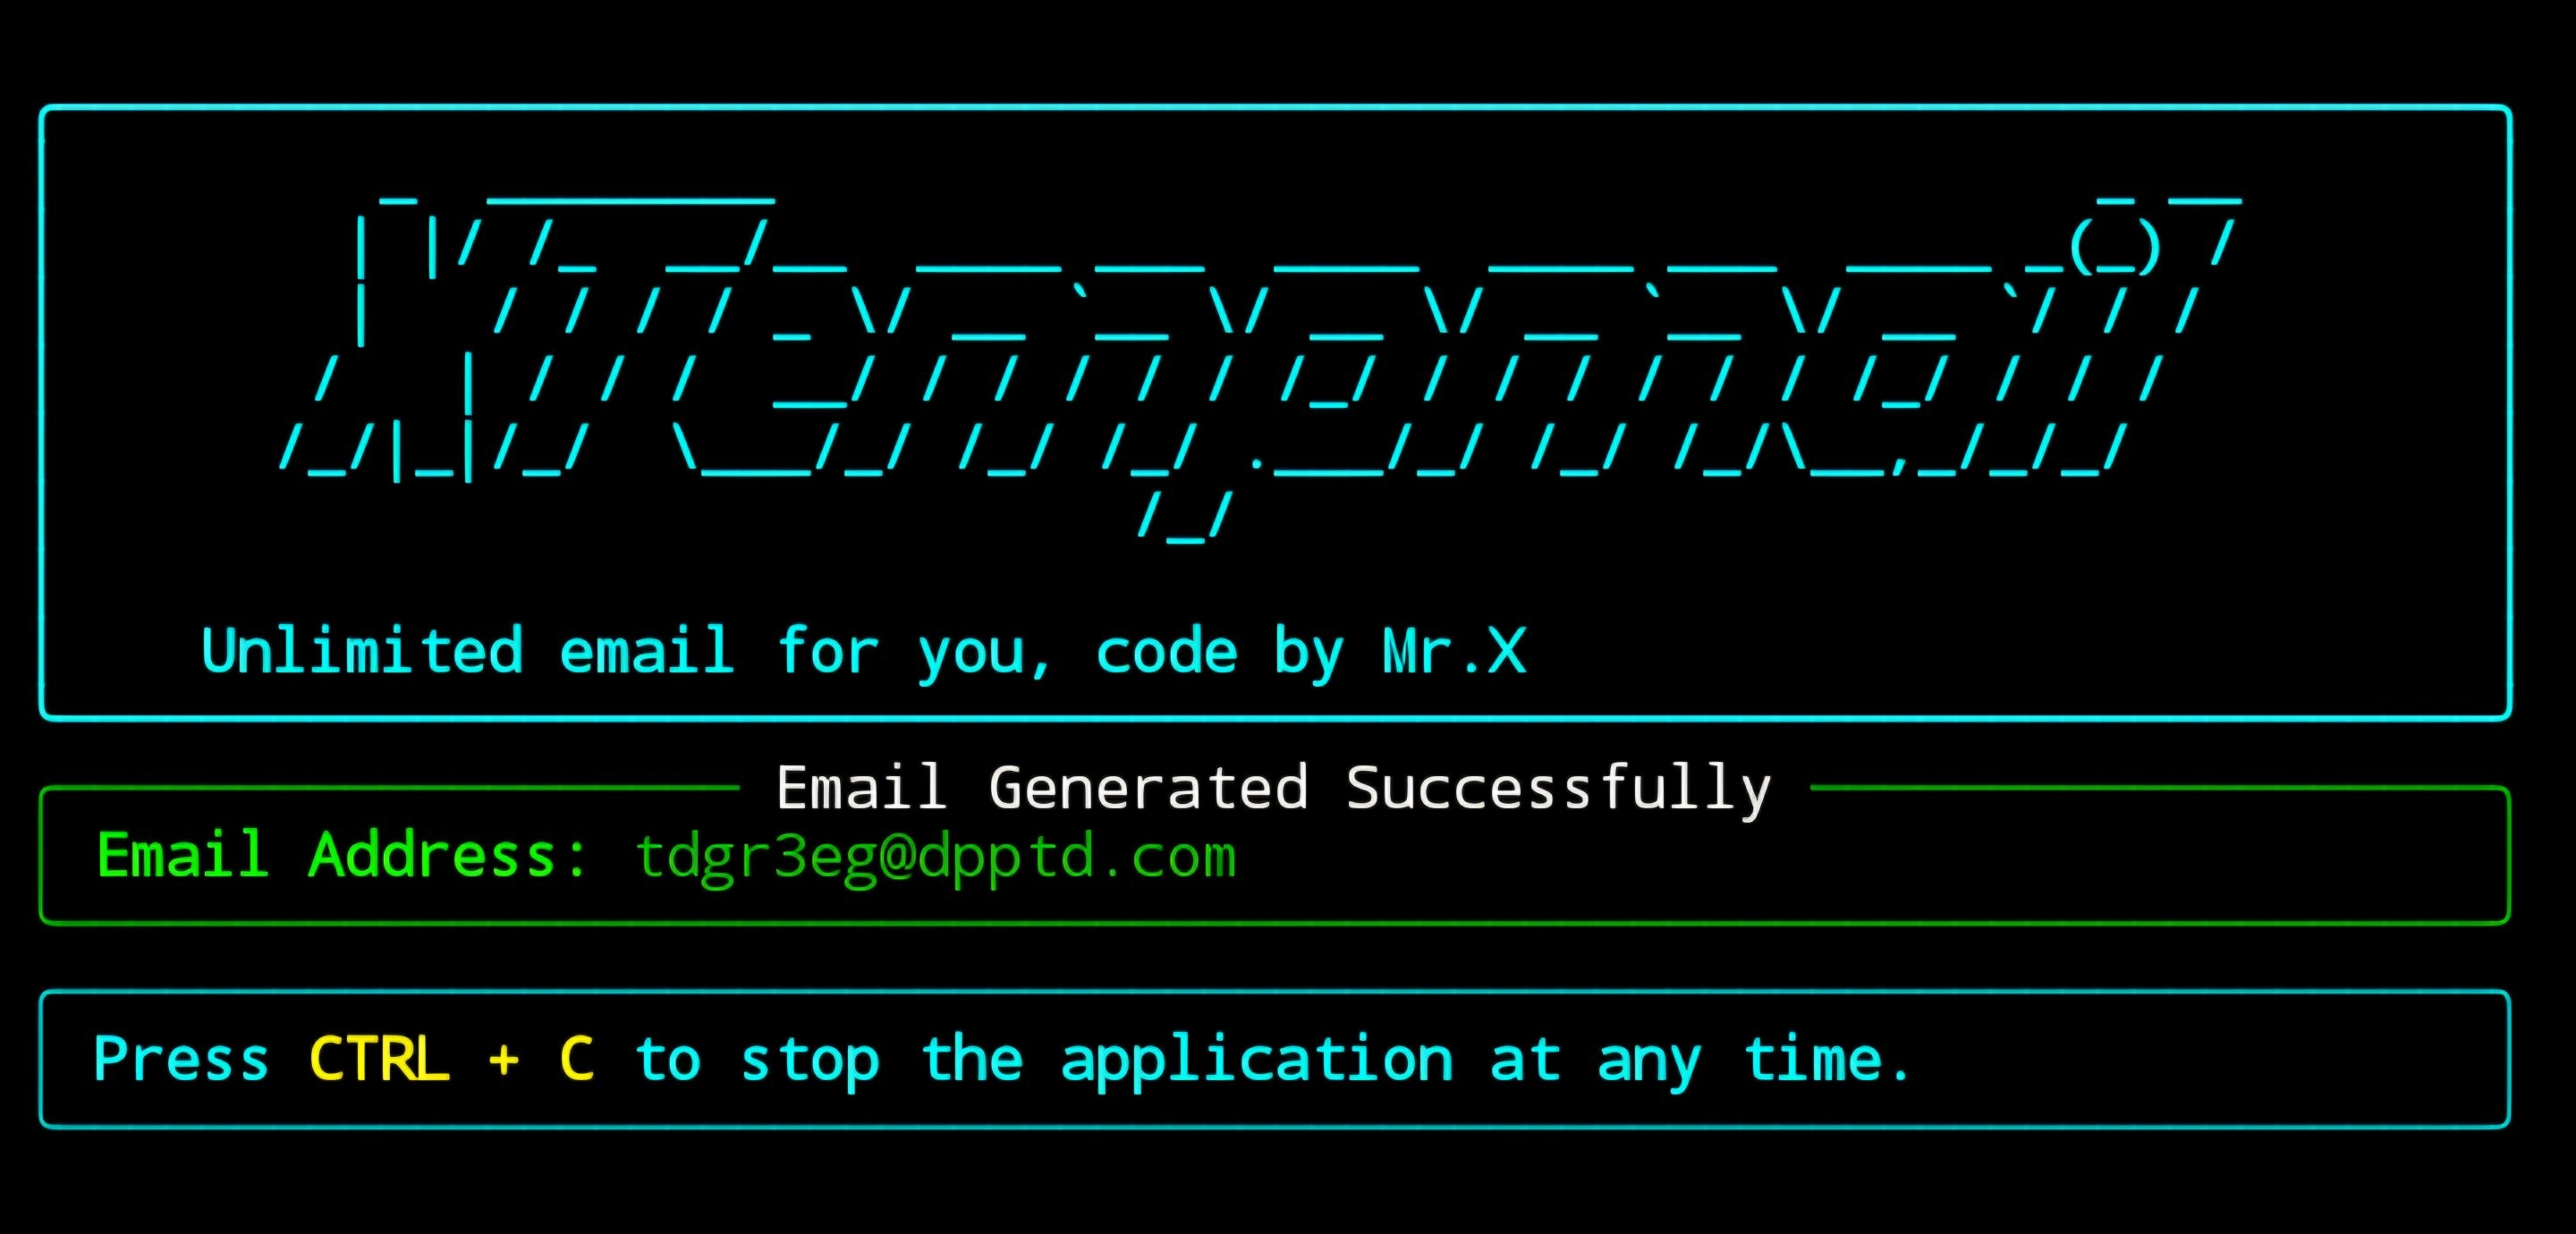 XTempmail
Unlimited email for you, code by Mr.X
Email Generated Successfully
Email Address: tdgr3eg@dpptd.com
Press CTRL + C to stop the application at any time.